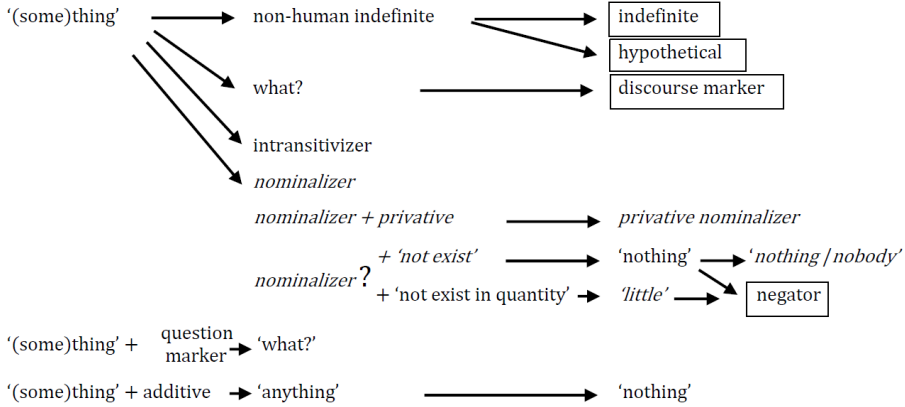 ‘(some)thing’ non-human indefinite indefinite
hypothetical
what? discourse marker
intransitivizer
nominalizer
nominalizer + privative privative nominalizer
+ ‘not exist’ ‘nothing’ ‘nothing/nobody’
nominalizer ?
+ ‘not exist in quantity’ ‘little’ negator
‘(some)thing’ + question marker ‘what?’
‘(some)thing’ + additive ‘anything’ ‘nothing’